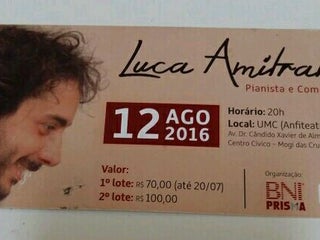 Luca Amitra
Pianista e Com
12 AGO
2016
Horário: 20h
Local: UMC (Anfiteat
Av. Dr. Cândido Xavier de Alm
Centro Cívico - Mogi das Cru
Valor:
1º lote: R$ 70,00 (até 20/07)
2º lote: R$ 100,00
Organização:
BNI
PRISMA